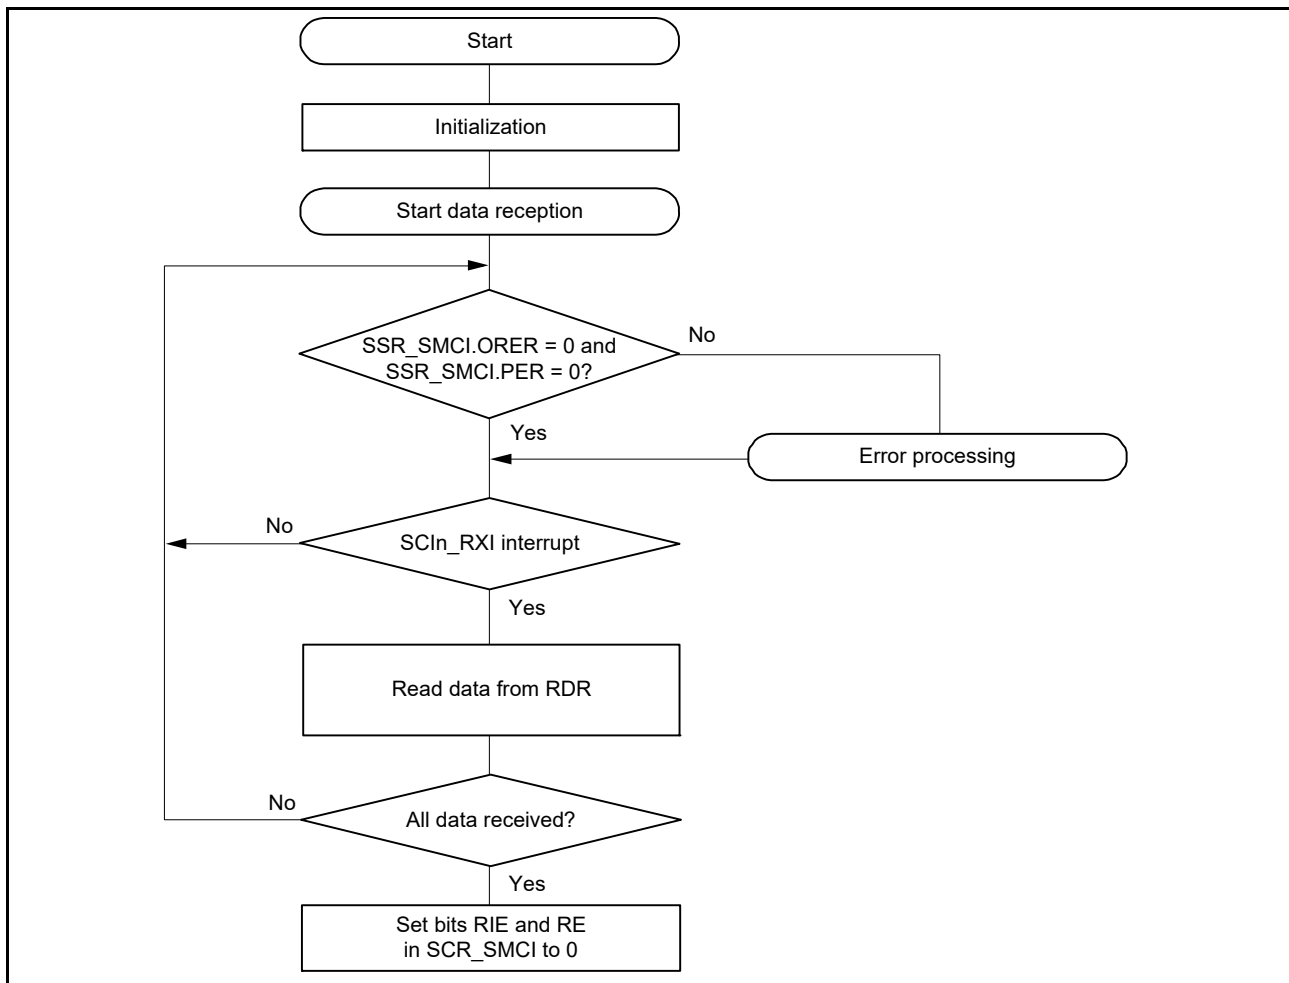 Start
Initialization
Start data reception
SSR_SMCI.ORER = 0 and
SSR_SMCI.PER = 0?
No
Yes
Error processing
No
SCIn_RXI interrupt
Yes
Read data from RDR
No
All data received?
Yes
Set bits RIE and RE
in SCR_SMCI to 0